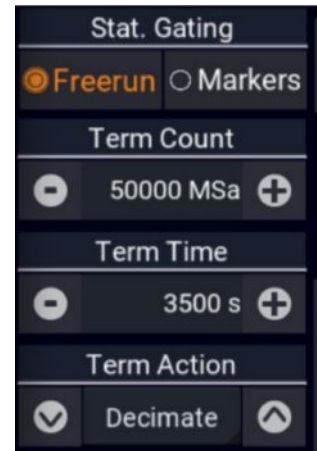 Stat. Gating
Freerun Markers
Term Count
50000 MSa
Term Time
3500 s
Term Action
Decimate